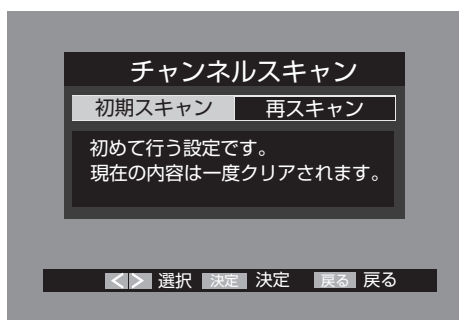 チャンネルスキャン
初期スキャン 再スキャン
初めて行う設定です。
現在の内容は一度クリアされます。
＜＞ 選択 決定 決定 戻る 戻る